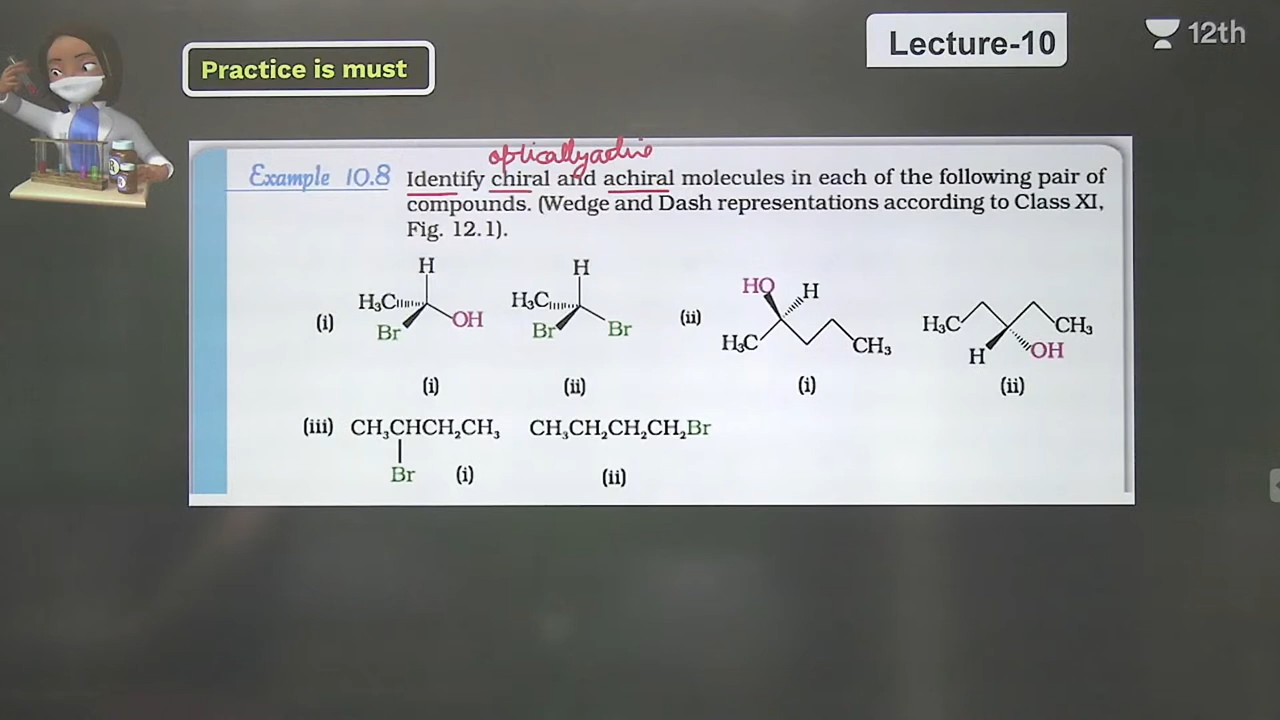 Lecture-10
12th
Practice is must
optically active
Example 10.8 Identify chiral and achiral molecules in each of the following pair of
compounds. (Wedge and Dash representations according to Class XI,
Fig. 12.1).
(i) H H₃C Br OH
H H₃C Br Br
(ii) HO H H₃C CH₃
H₃C CH₃ H OH
(i) (ii) (i) (ii)
(iii) CH₃CHCH₂CH₃ CH₃CH₂CH₂CH₂Br
Br (i) (ii)